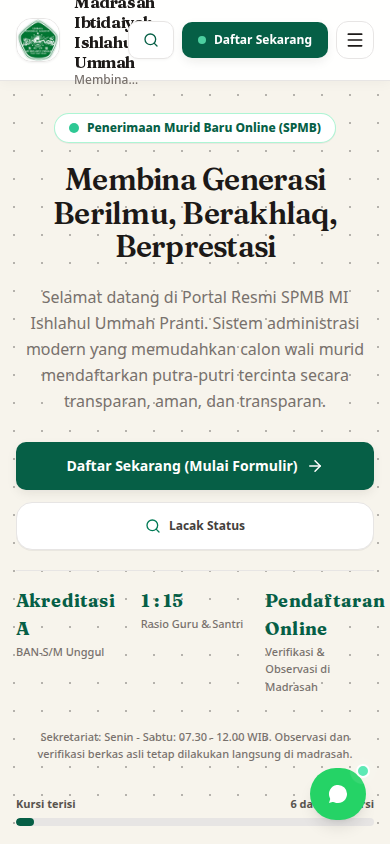 Madrasah
Ibtidaiyah
Ishlahul
Ummah
Membina...
Daftar Sekarang
Penerimaan Murid Baru Online (SPMB)
Membina Generasi
Berilmu, Berakhlaq,
Berprestasi
Selamat datang di Portal Resmi SPMB MI
Ishlahul Ummah Pranti. Sistem administrasi
modern yang memudahkan calon wali murid
mendaftarkan putra-putri tercinta secara
transparan, aman, dan transparan.
Daftar Sekarang (Mulai Formulir)
Lacak Status
Akreditasi
A
BAN-S/M Unggul
1:15
Rasio Guru & Santri
Pendaftaran
Online
Verifikasi &
Observasi di
Madrasah
Sekretariat: Senin - Sabtu: 07.30 - 12.00 WIB. Observasi dan
verifikasi berkas asli tetap dilakukan langsung di madrasah.
Kursi terisi
6